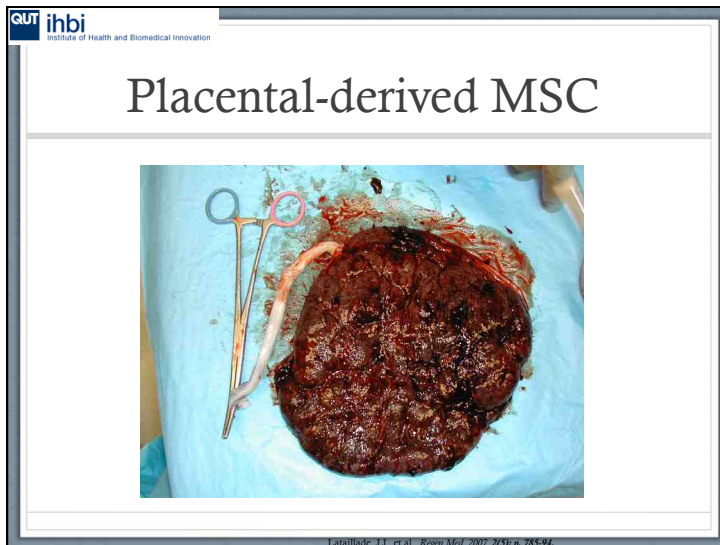 QUT ihbi
Institute of Health and Biomedical Innovation
Placental-derived MSC
Lataillade, J.J., et al., Regen Med, 2007. 2(5): p. 785-94.